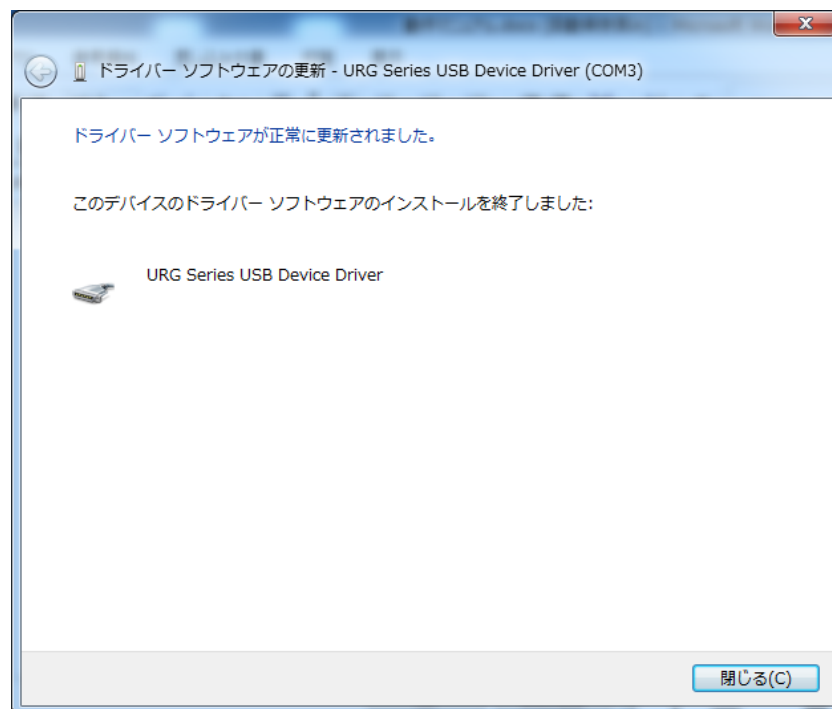 ドライバー ソフトウェアの更新 - URG Series USB Device Driver (COM3)
ドライバー ソフトウェアが正常に更新されました。
このデバイスのドライバー ソフトウェアのインストールを終了しました:
URG Series USB Device Driver
閉じる(C)